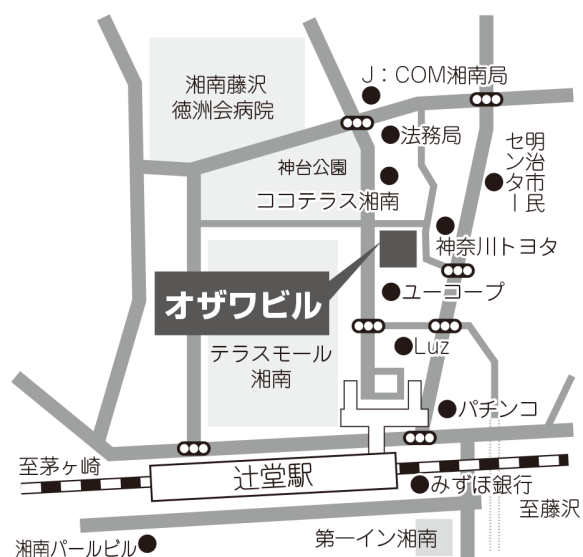 J：COM湘南局
湘南藤沢
徳洲会病院
法務局
明治市民
センター
神台公園
ココテラス湘南
神奈川トヨタ
オザワビル
ユーコープ
テラスモール
湘南
Luz
パチンコ
至茅ヶ崎
辻堂駅
みずほ銀行
至藤沢
第一イン湘南
湘南パールビル